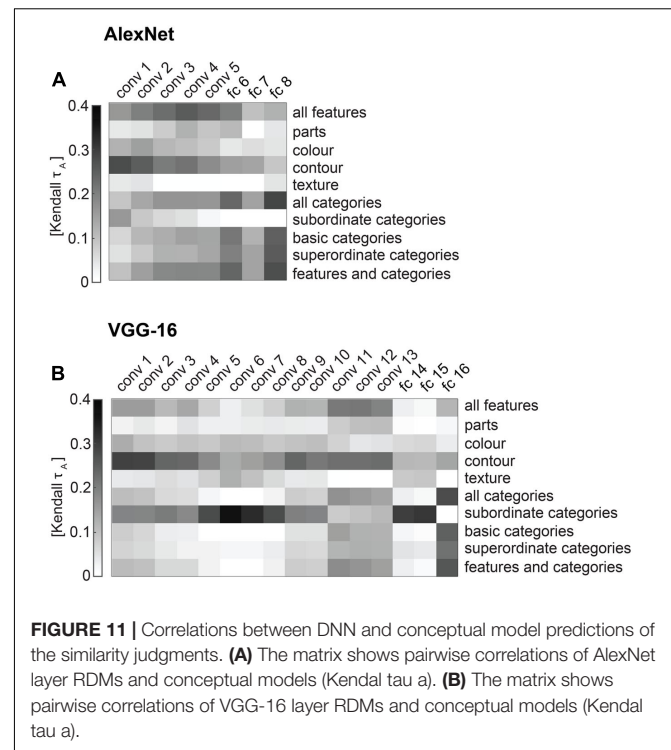 AlexNet
A
conv 1 conv 2 conv 3 conv 4 conv 5 fc 6 fc 7 fc 8
0.4
0.3
0.2
0.1
0
[Kendall τ A]
all features
parts
colour
contour
texture
all categories
subordinate categories
basic categories
superordinate categories
features and categories
VGG-16
B
conv 1 conv 2 conv 3 conv 4 conv 5 conv 6 conv 7 conv 8 conv 9 conv 10 conv 11 conv 12 conv 13 fc 14 fc 15 fc 16
0.4
0.3
0.2
0.1
0
[Kendall τ A]
all features
parts
colour
contour
texture
all categories
subordinate categories
basic categories
superordinate categories
features and categories
FIGURE 11 | Correlations between DNN and conceptual model predictions of
the similarity judgments. (A) The matrix shows pairwise correlations of AlexNet
layer RDMs and conceptual models (Kendal tau a). (B) The matrix shows
pairwise correlations of VGG-16 layer RDMs and conceptual models (Kendal
tau a).